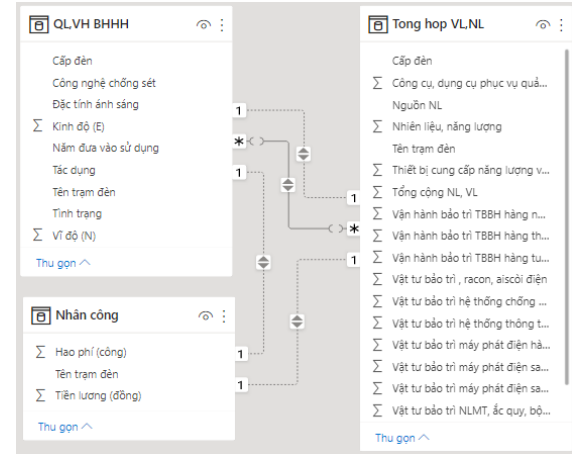 QL,VH BHHH
Cấp đèn
Công nghệ chống sét
Đặc tính ánh sáng
Kinh độ (E)
Năm đưa vào sử dụng
Tác dụng
Tên trạm đèn
Tình trạng
Vĩ độ (N)
Thu gọn
Nhân công
Hao phí (công)
Tên trạm đèn
Tiền lương (đồng)
Thu gọn
1
*
1
1
1
1
*
1
Tong hop VL,NL
Cấp đèn
Công cụ, dụng cụ phục vụ quả...
Nguồn NL
Nhiên liệu, năng lượng
Tên trạm đèn
Thiết bị cung cấp năng lượng v...
Tổng cộng NL, VL
Vận hành bảo trì TBBH hàng n...
Vận hành bảo trì TBBH hàng th...
Vận hành bảo trì TBBH hàng tu...
Vật tư bảo trì , racon, aiscòi điện
Vật tư bảo trì hệ thống chống ...
Vật tư bảo trì hệ thống thông t...
Vật tư bảo trì máy phát điện hà...
Vật tư bảo trì máy phát điện sa...
Vật tư bảo trì máy phát điện sa...
Vật tư bảo trì NLMT, ắc quy, bộ...
Thu gọn